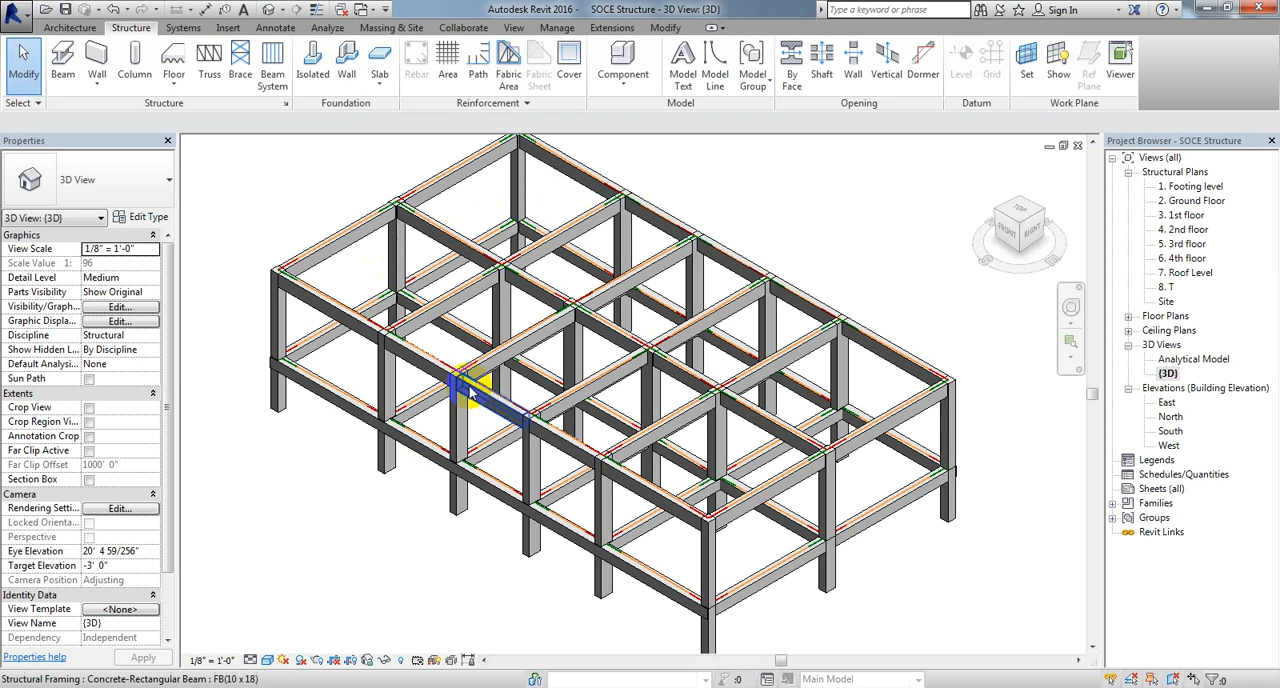 Autodesk Revit 2016 - SOCE Structure - 3D View: {3D}
Type a keyword or phrase
Sign In
Architecture Structure Systems Insert Annotate Analyze Massing & Site Collaborate View Manage Extensions Modify
Modify Beam Wall Column Floor Truss Brace Beam System Isolated Wall Slab Rebar Area Path Fabric Area Fabric Sheet Cover Component Model Text Model Line Model Group By Face Shaft Wall Vertical Dormer Level Grid Set Show Ref Plane Viewer
Select Structure Foundation Reinforcement Model Opening Datum Work Plane
Properties
3D View
3D View: {3D} Edit Type
Graphics
View Scale 1/8" = 1'-0"
Scale Value 1: 96
Detail Level Medium
Parts Visibility Show Original
Visibility/Graph... Edit...
Graphic Displa... Edit...
Discipline Structural
Show Hidden L... By Discipline
Default Analysi... None
Sun Path
Extents
Crop View
Crop Region Vi...
Annotation Crop
Far Clip Active
Far Clip Offset 1000' 0"
Section Box
Camera
Rendering Setti... Edit...
Locked Orienta...
Perspective
Eye Elevation 20' 4 59/256"
Target Elevation -3' 0"
Camera Position Adjusting
Identity Data
View Template <None>
View Name {3D}
Dependency Independent
Properties help Apply
TOP
FRONT
RIGHT
Project Browser - SOCE Structure
Views (all)
Structural Plans
1. Footing level
2. Ground Floor
3. 1st floor
4. 2nd floor
5. 3rd floor
6. 4th floor
7. Roof Level
8. T
Site
Floor Plans
Ceiling Plans
3D Views
Analytical Model
{3D}
Elevations (Building Elevation)
East
North
South
West
Legends
Schedules/Quantities
Sheets (all)
Families
Groups
Revit Links
1/8" = 1'-0"
Structural Framing : Concrete-Rectangular Beam : FB(10 x 18)
:0
Main Model
:0